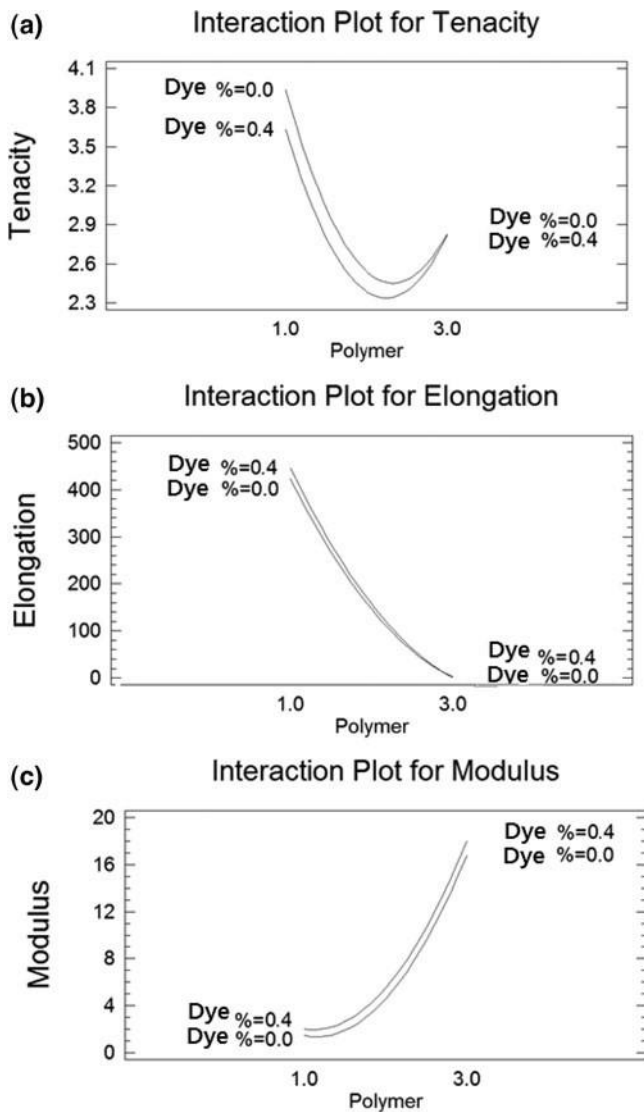 (a)
Interaction Plot for Tenacity
4.1
3.8
3.5
3.2
2.9
2.6
2.3
Tenacity
Dye %=0.0
Dye %=0.4
Dye %=0.0
Dye %=0.4
1.0
3.0
Polymer
(b)
Interaction Plot for Elongation
500
400
300
200
100
0
Elongation
Dye %=0.4
Dye %=0.0
Dye %=0.4
Dye %=0.0
1.0
3.0
Polymer
(c)
Interaction Plot for Modulus
20
16
12
8
4
0
Modulus
Dye %=0.4
Dye %=0.0
Dye %=0.4
Dye %=0.0
1.0
3.0
Polymer